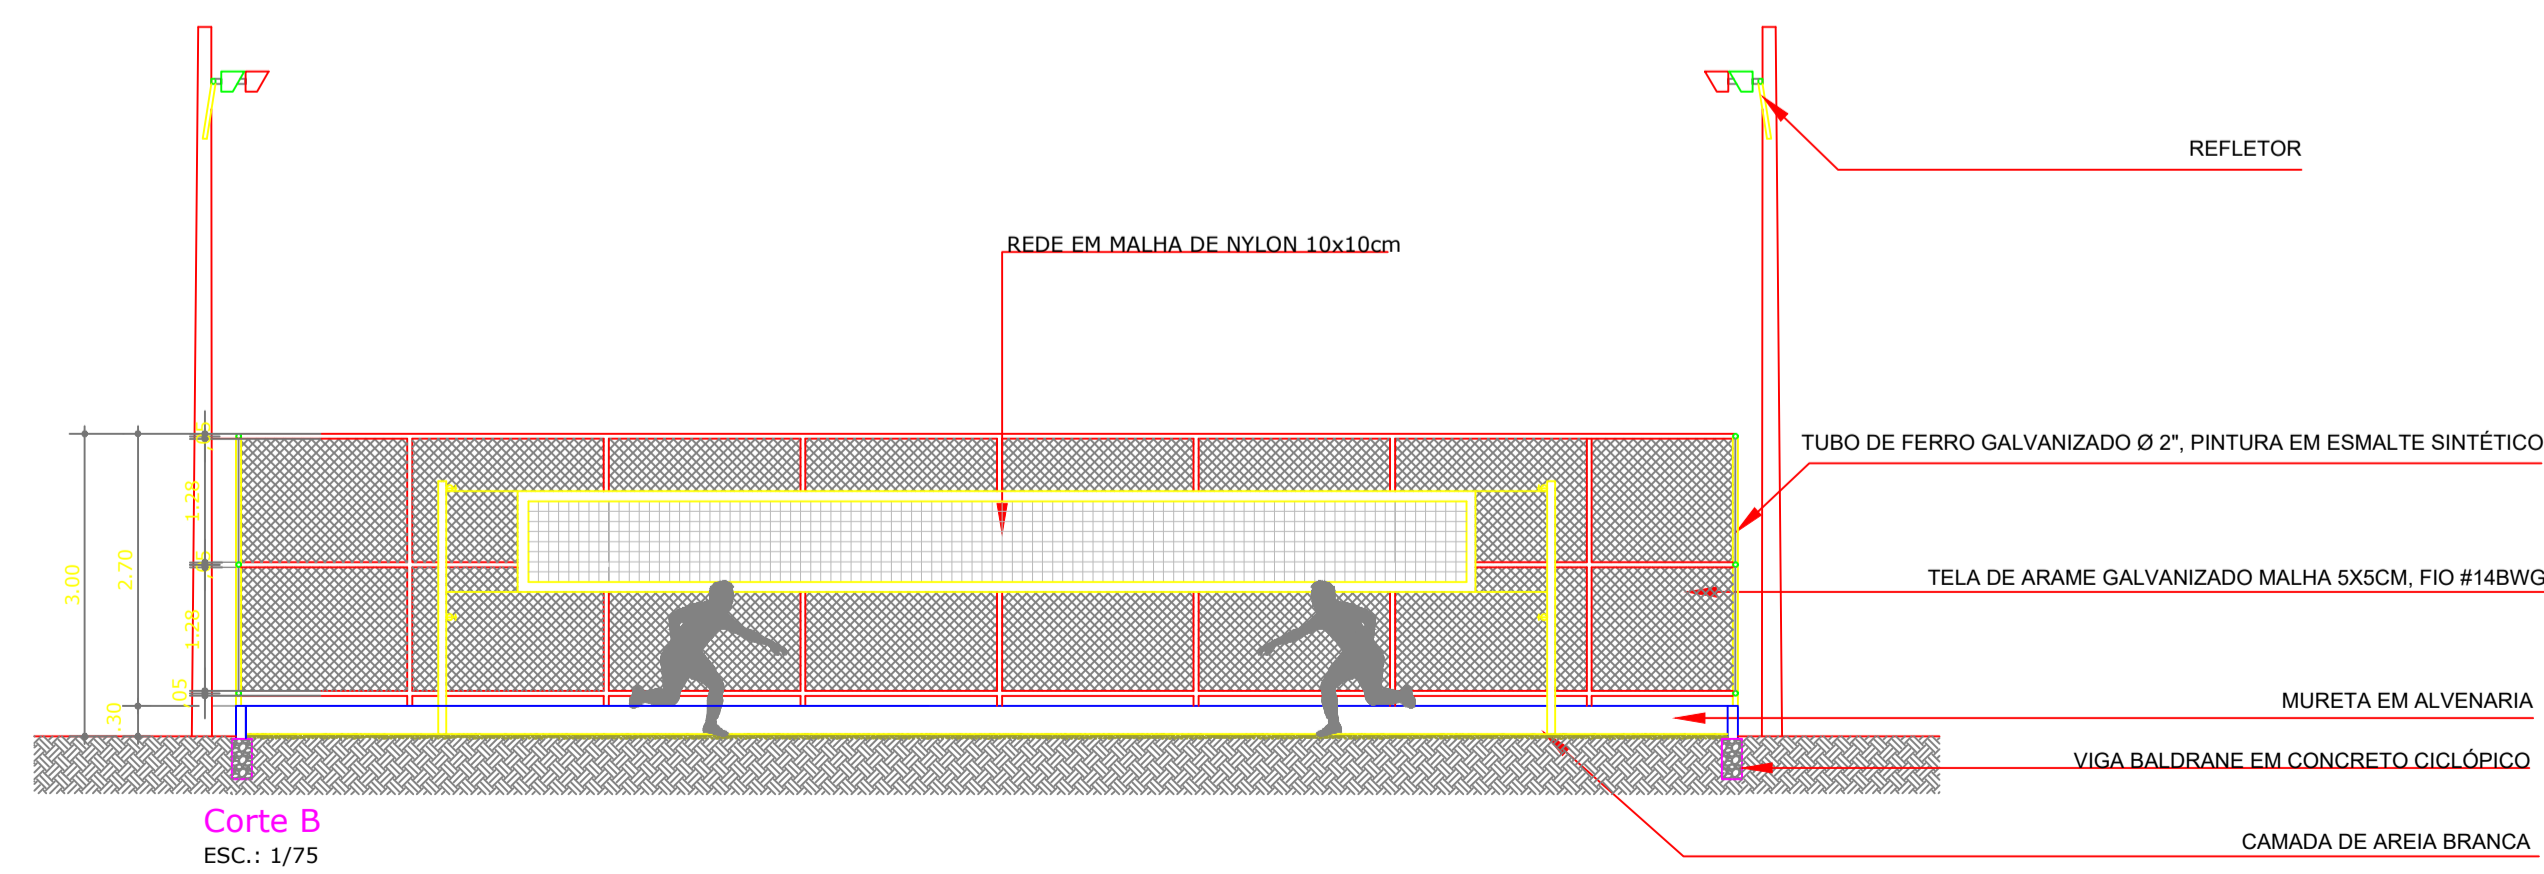 REFLETOR
REDE EM MALHA DE NYLON 10x10cm
TUBO DE FERRO GALVANIZADO Ø 2", PINTURA EM ESMALTE SINTÉTICO
TELA DE ARAME GALVANIZADO MALHA 5X5CM, FIO #14BWG
MURETA EM ALVENARIA
VIGA BALDRANE EM CONCRETO CICLÓPICO
CAMADA DE AREIA BRANCA
3.00
2.70
.30
1.28
1.28
.05
Corte B
ESC.: 1/75